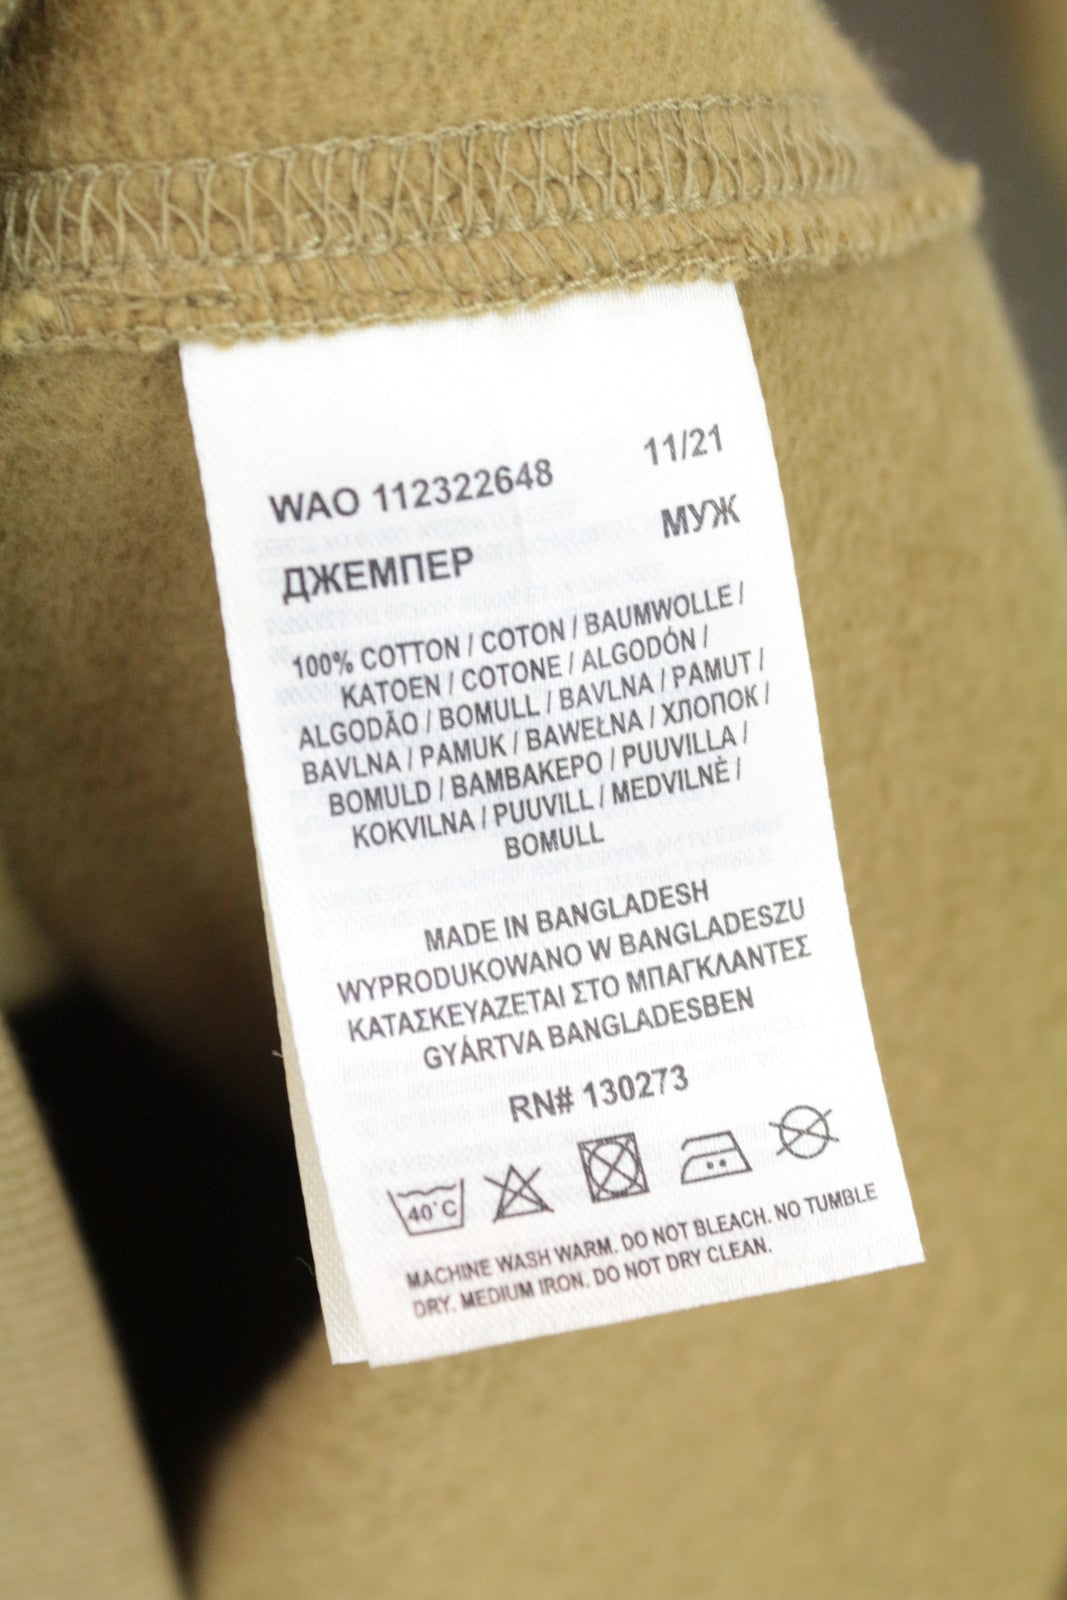 WAO 112322648 11/21
ДЖЕМПЕР МУЖ
100% COTTON / COTON / BAUMWOLLE /
KATOEN / COTONE / ALGODÓN /
ALGODÃO / BOMULL / BAVLNA / PAMUT /
BAVLNA / PAMUK / BAWEŁNA / ХЛОПОК /
BOMULD / ΒΑΜΒΑΚΕΡΟ / PUUVILLA /
KOKVILNA / PUUVILL / MEDVILNĖ /
BOMULL
MADE IN BANGLADESH
WYPRODUKOWANO W BANGLADESZU
ΚΑΤΑΣΚΕΥΑΖΕΤΑΙ ΣΤΟ ΜΠΑΓΚΛΑΝΤΕΣ
GYÁRTVA BANGLADESBEN
RN# 130273
40°C
MACHINE WASH WARM. DO NOT BLEACH. NO TUMBLE
DRY. MEDIUM IRON. DO NOT DRY CLEAN.